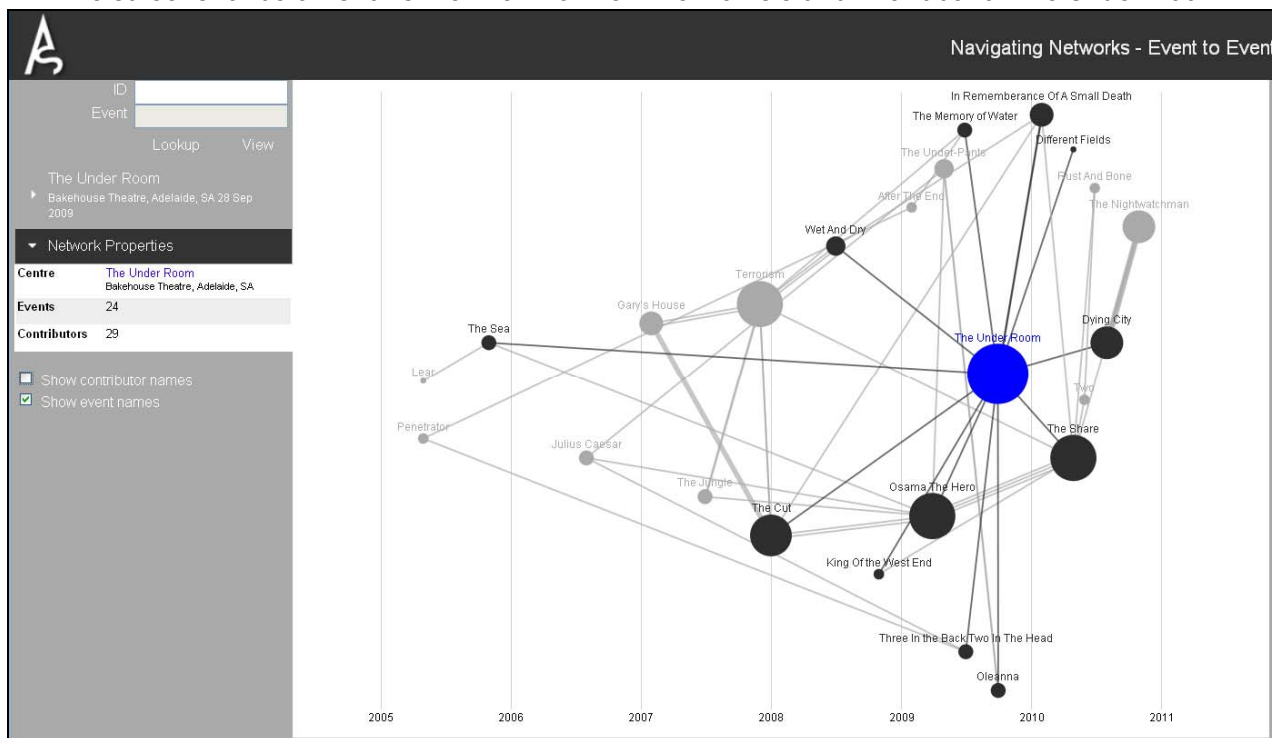 Navigating Networks - Event to Event
ID
Event
Lookup View
The Under Room
Bakehouse Theatre, Adelaide, SA 28 Sep
2009
Network Properties
Centre The Under Room
Bakehouse Theatre, Adelaide, SA
Events 24
Contributors 29
Show contributor names
Show event names
In Rememberance Of A Small Death
The Memory of Water
Different Fields
The Under-Pants
Rust And Bone
After The End
The Nightwatchman
Wet And Dry
Terrorism
Gary's House
The Sea
Dying City
The Under Room
Lear
Two
Penetrator
The Share
Julius Caesar
The Jungle
Osama The Hero
The Cut
King Of the West End
Three In the Back Two In The Head
Oleanna
2005 2006 2007 2008 2009 2010 2011